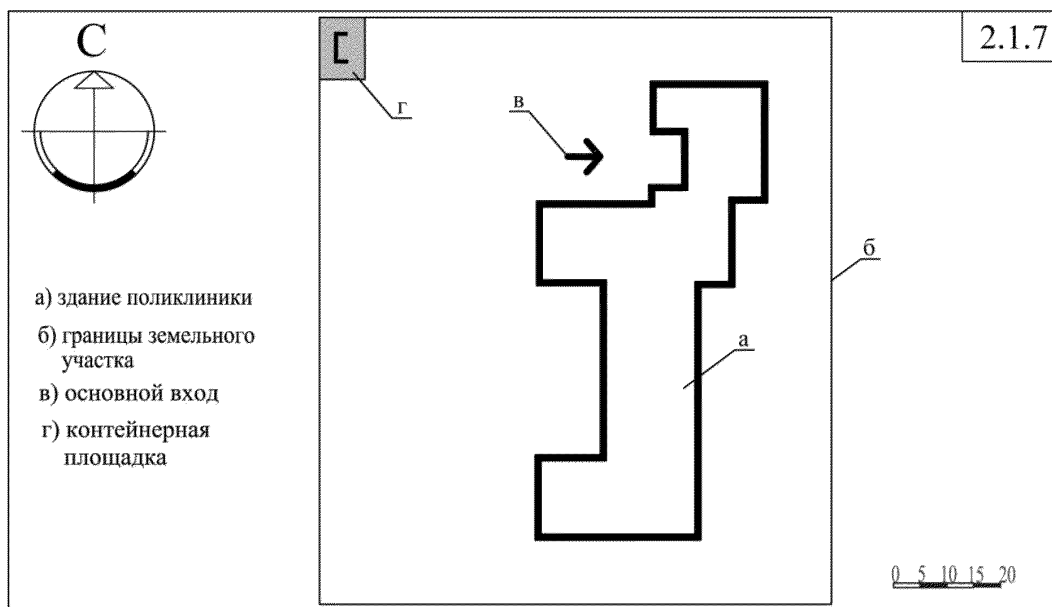 С
2.1.7
г
в
б
а
а) здание поликлиники
б) границы земельного
участка
в) основной вход
г) контейнерная
площадка
0 5 10 15 20